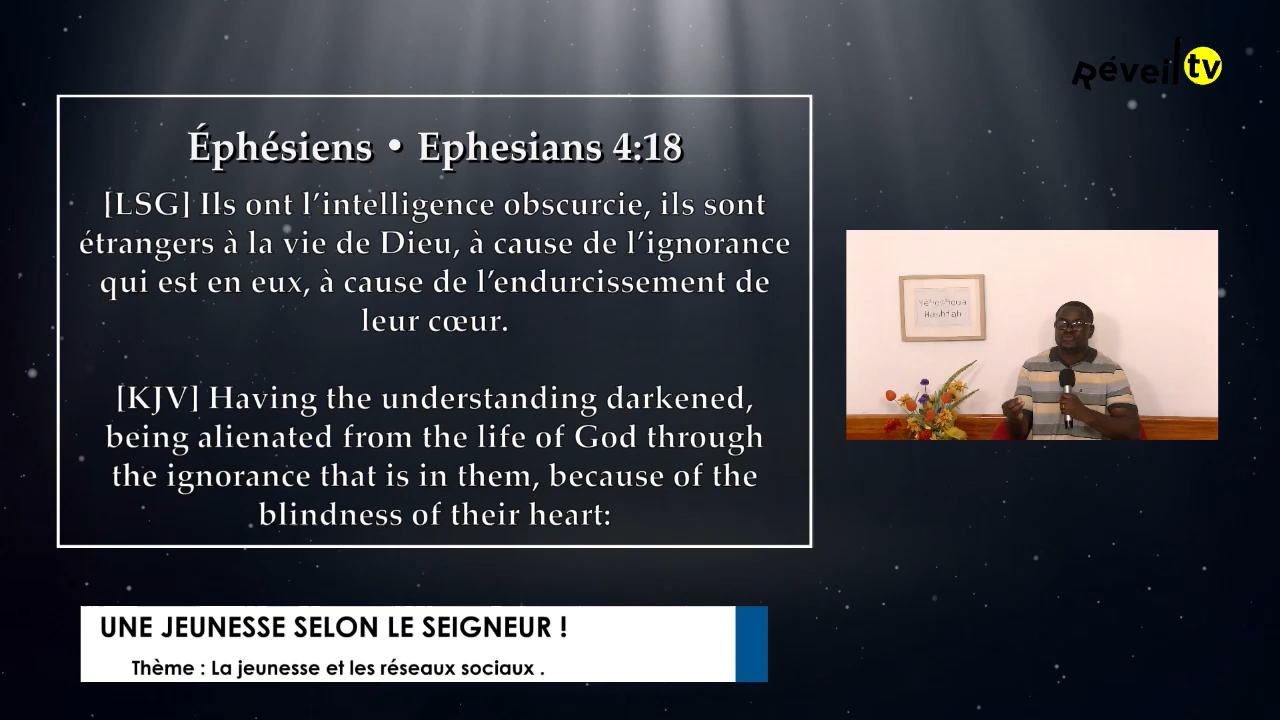 Réveil tv
Éphésiens • Ephesians 4:18
[LSG] Ils ont l’intelligence obscurcie, ils sont
étrangers à la vie de Dieu, à cause de l’ignorance
qui est en eux, à cause de l’endurcissement de
leur cœur.
[KJV] Having the understanding darkened,
being alienated from the life of God through
the ignorance that is in them, because of the
blindness of their heart:
Yéhoshoua
Hashiah
UNE JEUNESSE SELON LE SEIGNEUR !
Thème : La jeunesse et les réseaux sociaux .